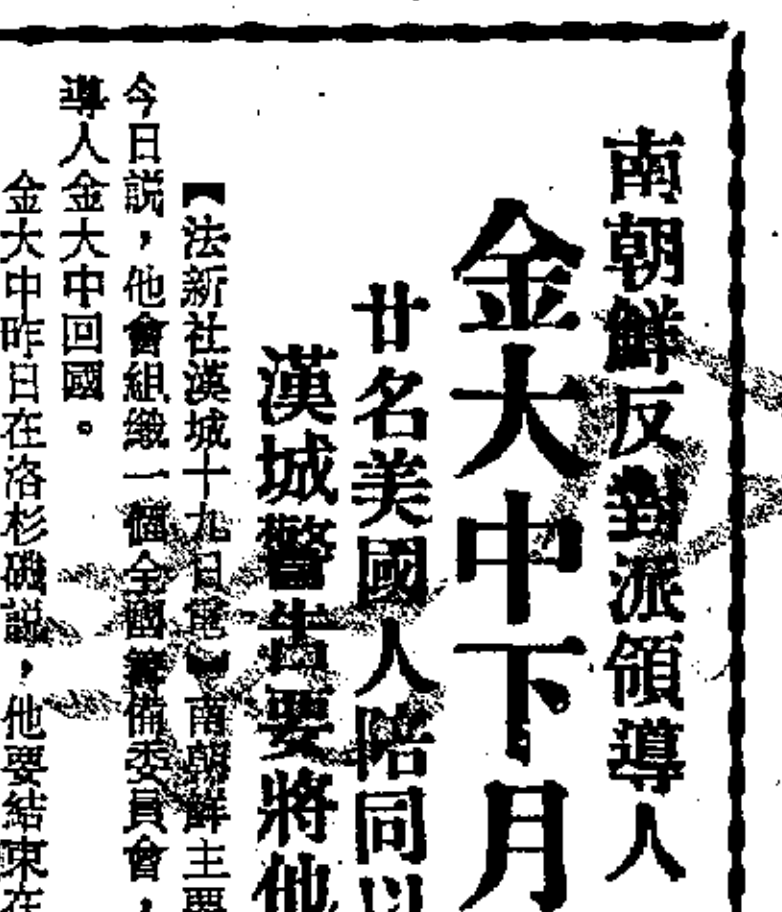 南朝鮮反對派領導人
金大中下月
廿名美國人陪同以
漢城警告要將他
【法新社漢城十九日電】南朝鮮主要
今日説，他會組織一個全國籌備委員會，
導人金大中回國。
金大中昨日在洛杉磯説，他要結束在